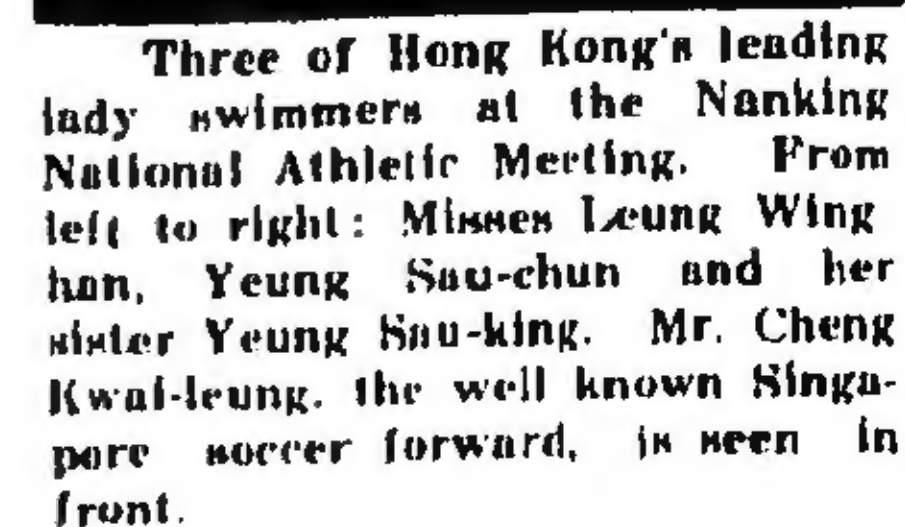 Three of Hong Kong's leading
lady swimmers at the Nanking
National Athletic Meeting. From
left to right: Misses Leung Wing
han, Yeung Sau-chun and her
sister Yeung Sau-king. Mr. Cheng
Kwai-leung, the well known Singa-
pore soccer forward, is seen in
front.